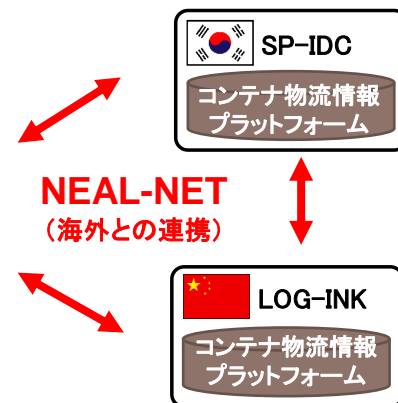 SP-IDC
コンテナ物流情報
プラットフォーム
NEAL-NET
(海外との連携)
LOG-INK
コンテナ物流情報
プラットフォーム